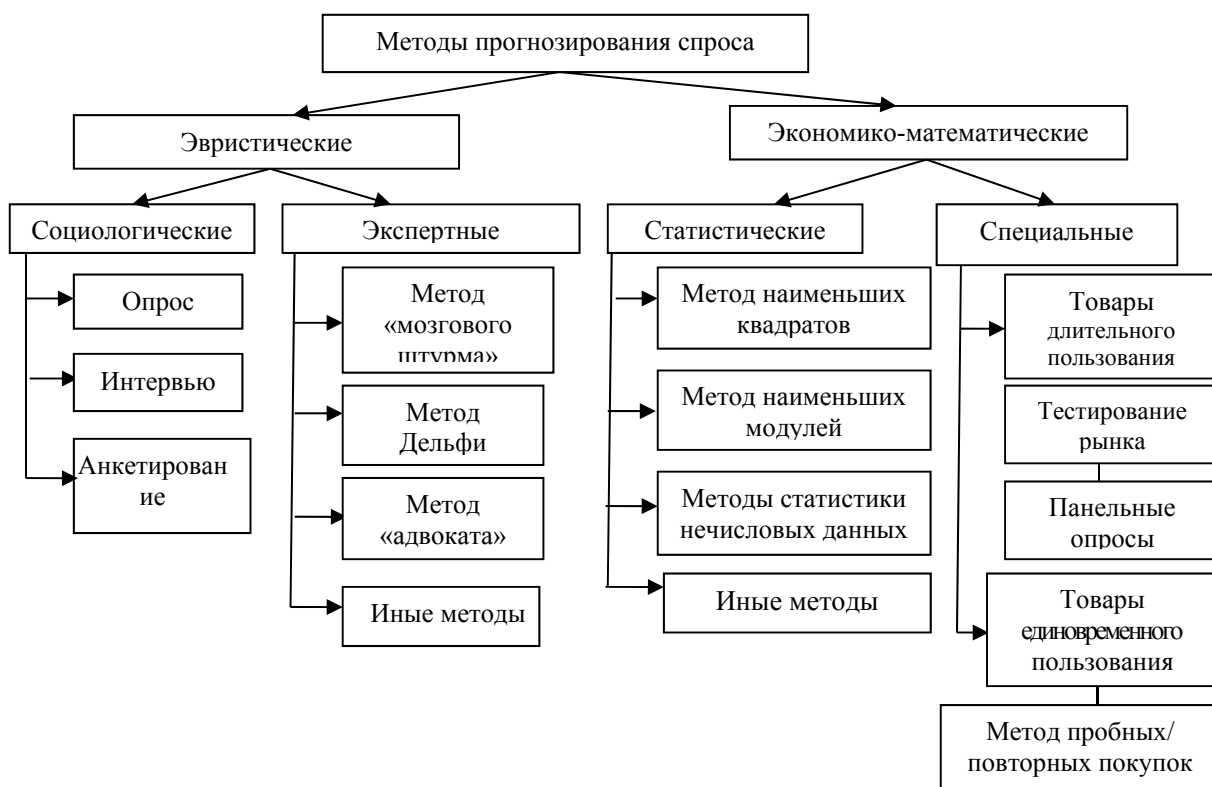 Методы прогнозирования спроса
Эвристические
Экономико-математические
Социологические
Экспертные
Статистические
Специальные
Опрос
Интервью
Анкетирован
ие
Метод
«мозгового
штурма»
Метод
Дельфи
Метод
«адвоката»
Иные методы
Метод наименьших
квадратов
Метод наименьших
модулей
Методы статистики
нечисловых данных
Иные методы
Товары
длительного
пользования
Тестирование
рынка
Панельные
опросы
Товары
единовременного
пользования
Метод пробных/
повторных покупок